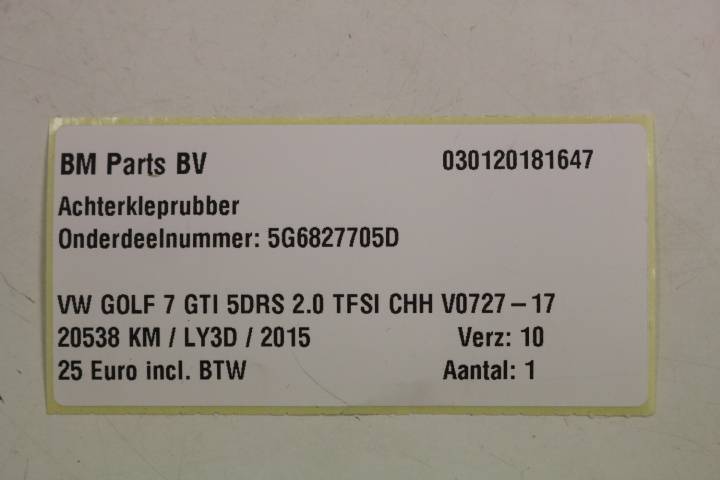 BM Parts BV 030120181647
Achterkleprubber
Onderdeelnummer: 5G6827705D
VW GOLF 7 GTI 5DRS 2.0 TFSI CHH V0727-17
20538 KM / LY3D / 2015 Verz: 10
25 Euro incl. BTW Aantal: 1